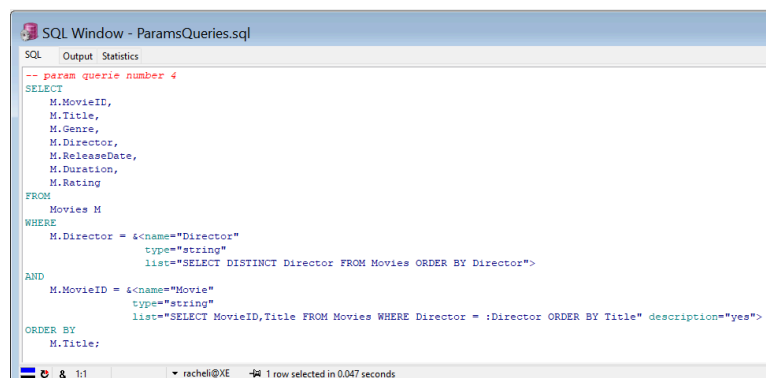 SQL Window - ParamsQueries.sql
SQL Output Statistics
-- param querie number 4
SELECT
M.MovieID,
M.Title,
M.Genre,
M.Director,
M.ReleaseDate,
M.Duration,
M.Rating
FROM
Movies M
WHERE
M.Director = &<name="Director"
type="string"
list="SELECT DISTINCT Director FROM Movies ORDER BY Director">
AND
M.MovieID = &<name="Movie"
type="string"
list="SELECT MovieID,Title FROM Movies WHERE Director = :Director ORDER BY Title" description="yes">
ORDER BY
M.Title;
& 1:1 racheli@XE 1 row selected in 0.047 seconds